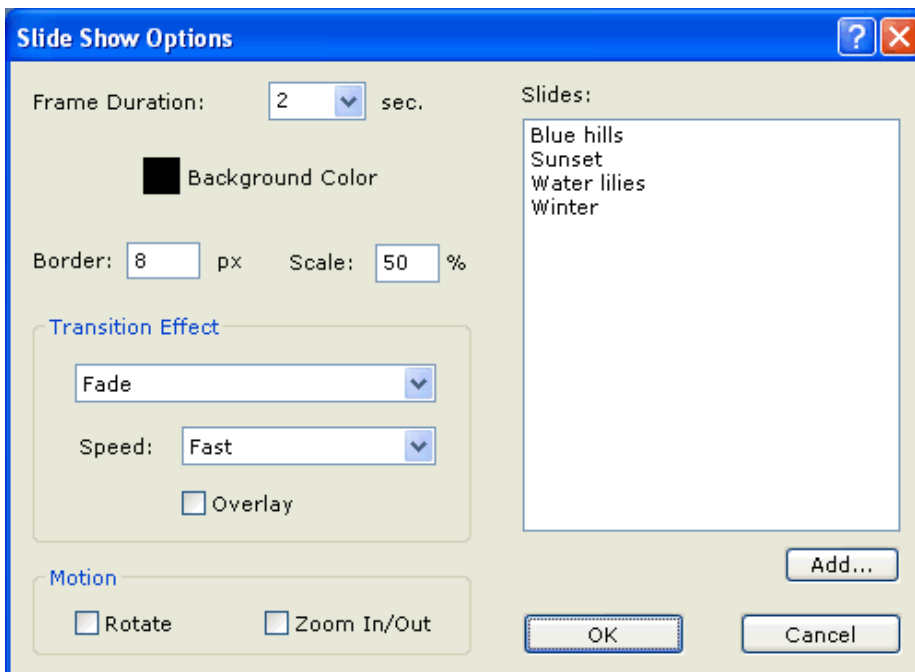 Slide Show Options
Frame Duration: 2 sec.
Background Color
Border: 8 px Scale: 50 %
Transition Effect
Fade
Speed: Fast
Overlay
Motion
Rotate Zoom In/Out
Slides:
Blue hills
Sunset
Water lilies
Winter
Add...
OK Cancel